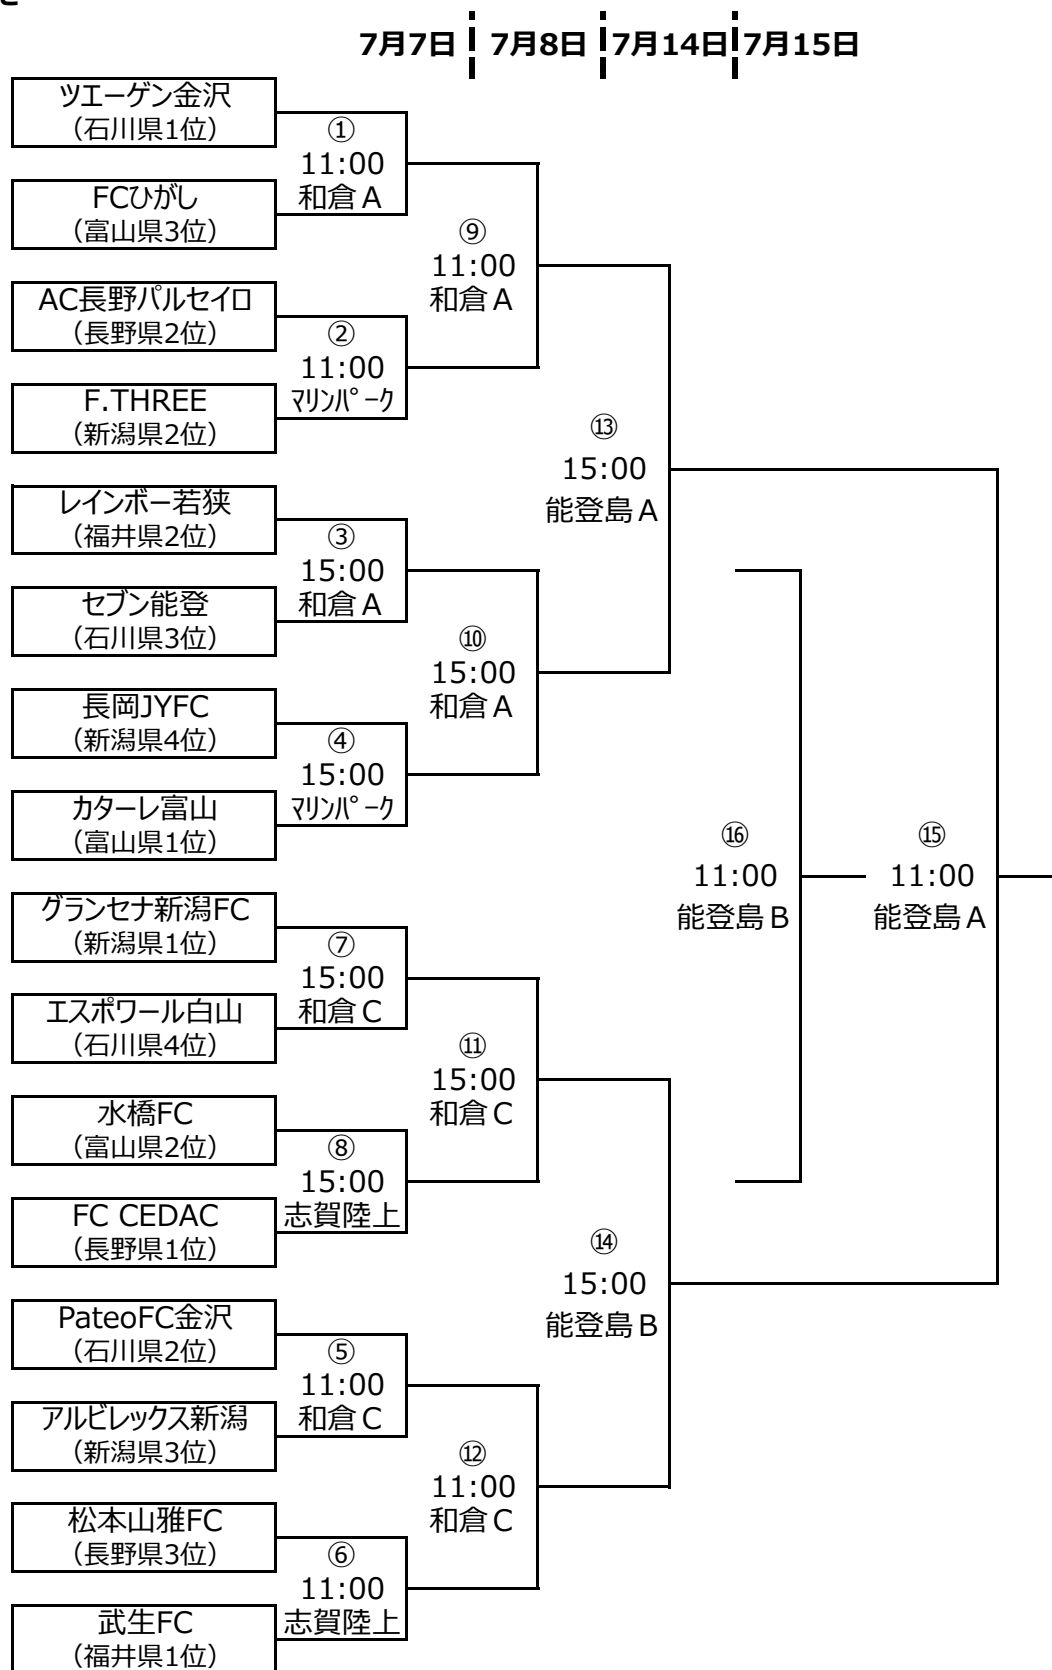 7月7日 7月8日 7月14日 7月15日
ツエーゲン金沢
（石川県1位）
①
11:00
和倉A
FCひがし
（富山県3位）
⑨
11:00
和倉A
AC長野パルセイロ
（長野県2位）
②
11:00
ﾏﾘﾝﾊﾟｰｸ
F.THREE
（新潟県2位）
⑬
15:00
能登島A
レインボー若狭
（福井県2位）
③
15:00
和倉A
セブン能登
（石川県3位）
⑩
15:00
和倉A
長岡JYFC
（新潟県4位）
④
15:00
ﾏﾘﾝﾊﾟｰｸ
カターレ富山
（富山県1位）
⑯
11:00
能登島B
⑮
11:00
能登島A
グランセナ新潟FC
（新潟県1位）
⑦
15:00
和倉C
エスポワール白山
（石川県4位）
⑪
15:00
和倉C
水橋FC
（富山県2位）
⑧
15:00
志賀陸上
FC CEDAC
（長野県1位）
⑭
15:00
能登島B
PateoFC金沢
（石川県2位）
⑤
11:00
和倉C
アルビレックス新潟
（新潟県3位）
⑫
11:00
和倉C
松本山雅FC
（長野県3位）
⑥
11:00
志賀陸上
武生FC
（福井県1位）